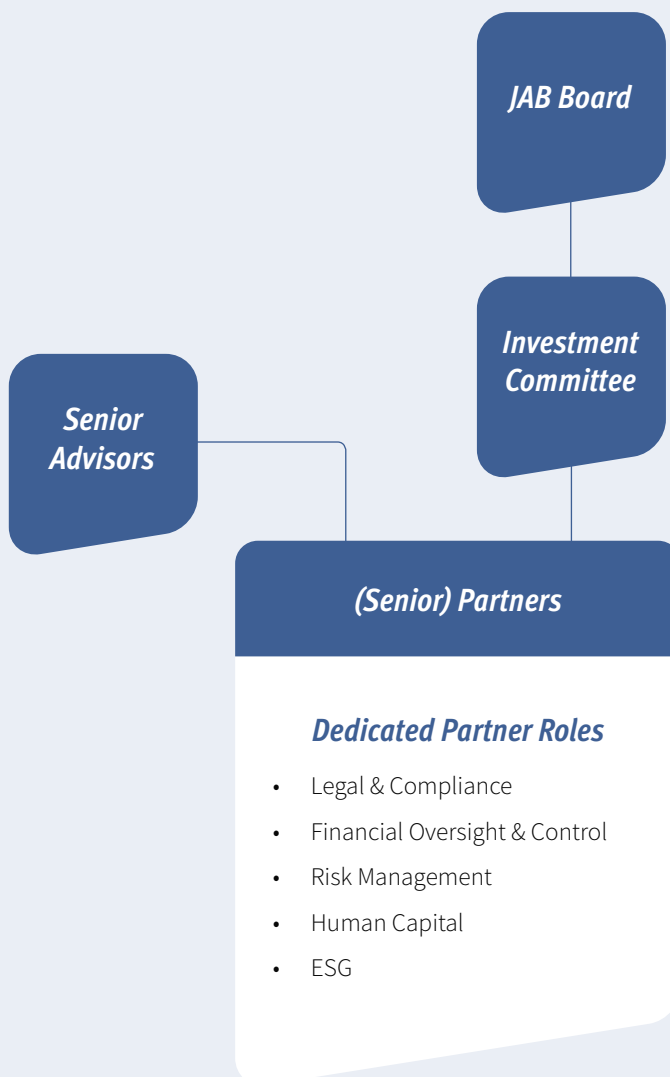 JAB Board
Investment
Committee
Senior
Advisors
(Senior) Partners
Dedicated Partner Roles
• Legal & Compliance
• Financial Oversight & Control
• Risk Management
• Human Capital
• ESG